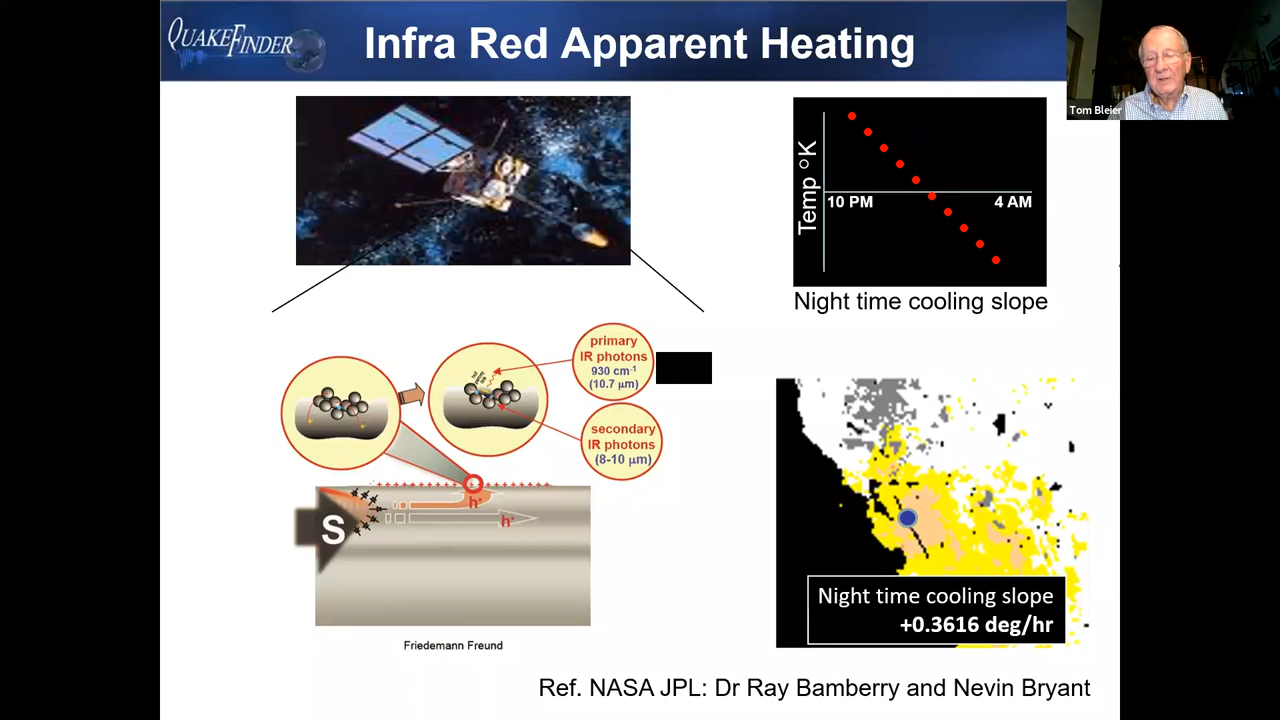 QUAKEFINDER
Infra Red Apparent Heating
Tom Bleier
Temp °K
10 PM
4 AM
Night time cooling slope
primary
IR photons
930 cm-1
(10.7 μm)
secondary
IR photons
(8-10 μm)
+++++++++++++++++++++++++++++
S
h•
h•
Friedemann Freund
Night time cooling slope
+0.3616 deg/hr
Ref. NASA JPL: Dr Ray Bamberry and Nevin Bryant